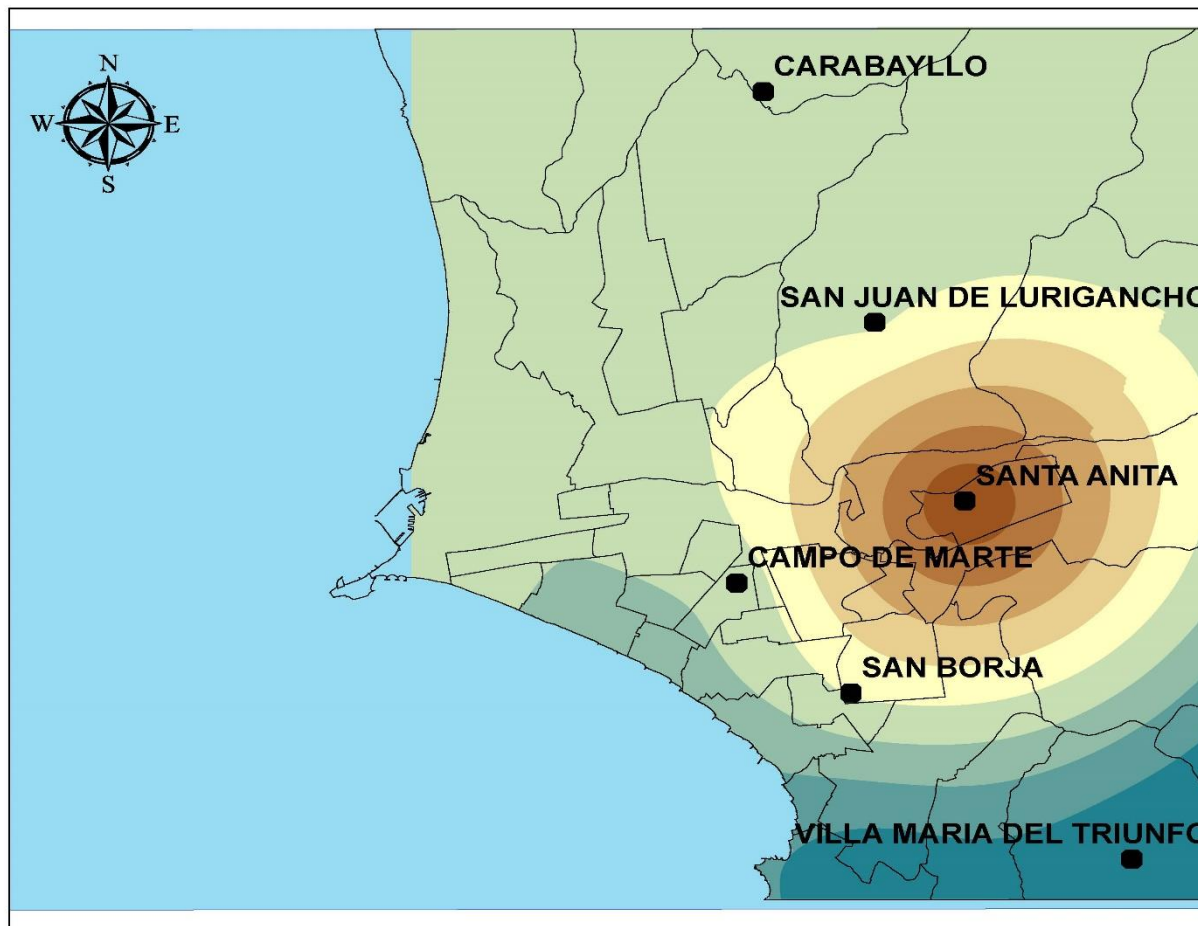 N
W E
S
CARABAYLLO
SAN JUAN DE LURIGANCHO
SANTA ANITA
CAMPO DE MARTE
SAN BORJA
VILLA MARIA DEL TRIUNFO